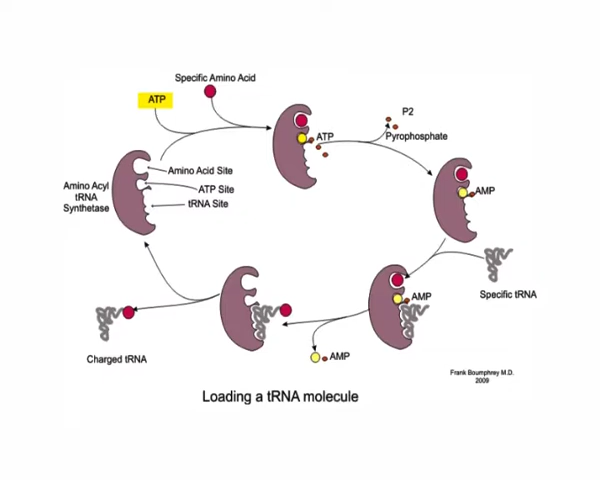 Specific Amino Acid
ATP
P2
Pyrophosphate
ATP
Amino Acid Site
ATP Site
tRNA Site
Amino Acyl
tRNA
Synthetase
AMP
Specific tRNA
AMP
AMP
Charged tRNA
Frank Boumphrey M.D.
2009
Loading a tRNA molecule